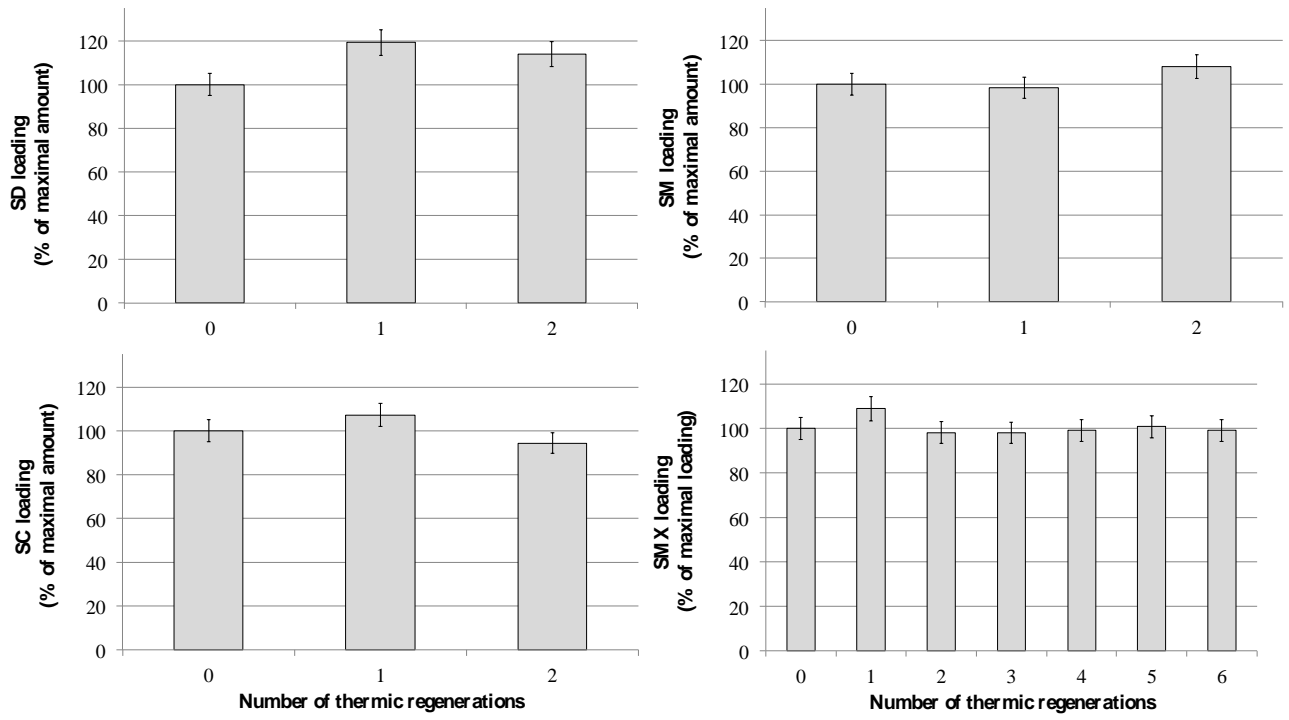 SD loading
(% of maximal amount)
120
100
80
60
40
20
0
0 1 2
SM loading
(% of maximal amount)
120
100
80
60
40
20
0
0 1 2
SC loading
(% of maximal amount)
120
100
80
60
40
20
0
0 1 2
Number of thermic regenerations
SMX loading
(% of maximal loading)
120
100
80
60
40
20
0
0 1 2 3 4 5 6
Number of thermic regenerations